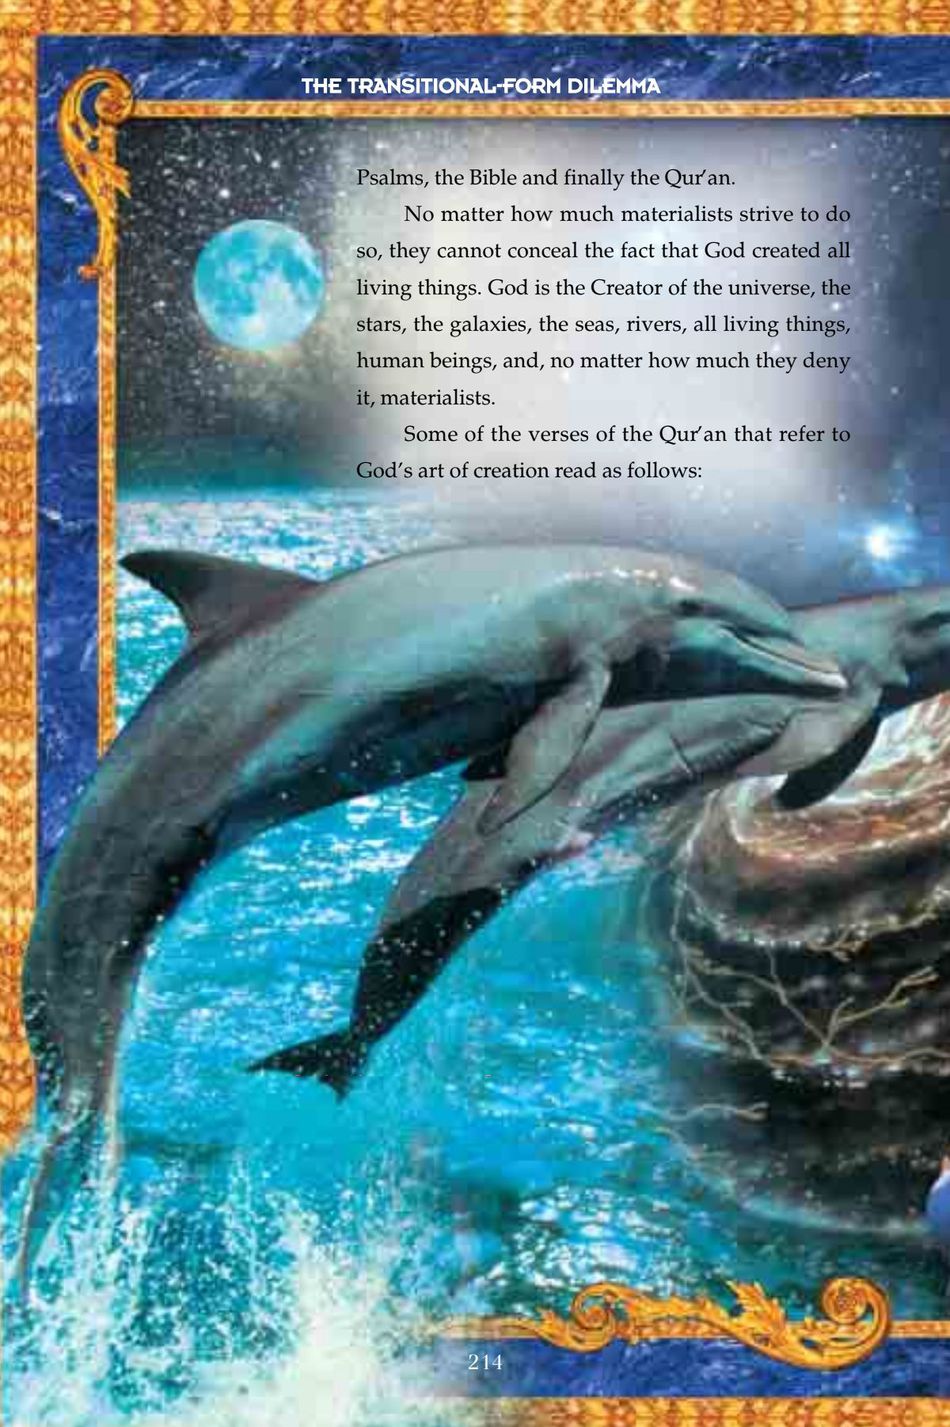 THE TRANSITIONAL-FORM DILEMMA
Psalms, the Bible and finally the Qur’an.
No matter how much materialists strive to do
so, they cannot conceal the fact that God created all
living things. God is the Creator of the universe, the
stars, the galaxies, the seas, rivers, all living things,
human beings, and, no matter how much they deny
it, materialists.
Some of the verses of the Qur’an that refer to
God’s art of creation read as follows:
214